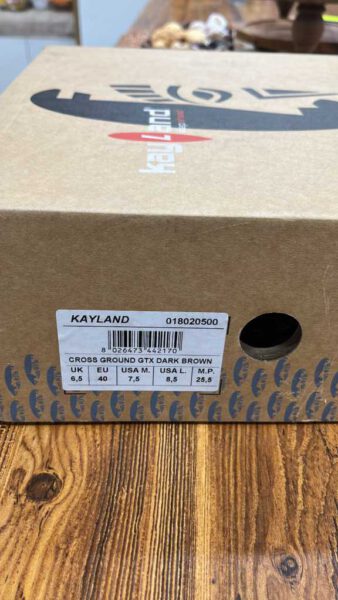 kayland
KAYLAND 018020500
8 026473 442170
CROSS GROUND GTX DARK BROWN
UK EU USA M. USA L. M.P.
6,5 40 7,5 8,5 25,5